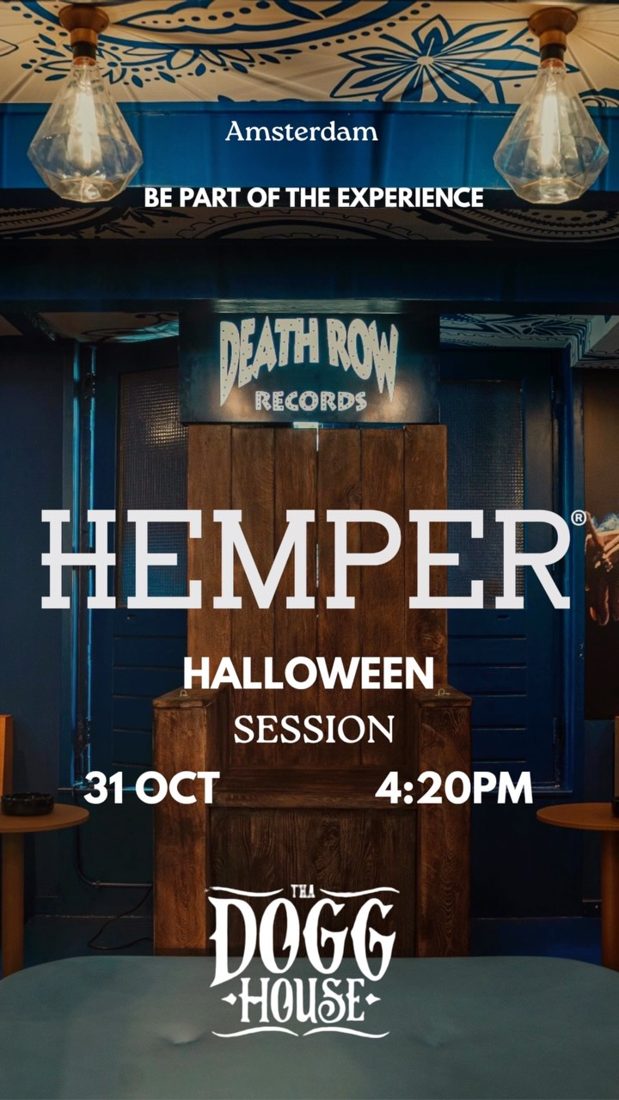 Amsterdam
BE PART OF THE EXPERIENCE
DEATH ROW
RECORDS
HEMPER®
HALLOWEEN
SESSION
31 OCT 4:20PM
THA
DOGG
HOUSE